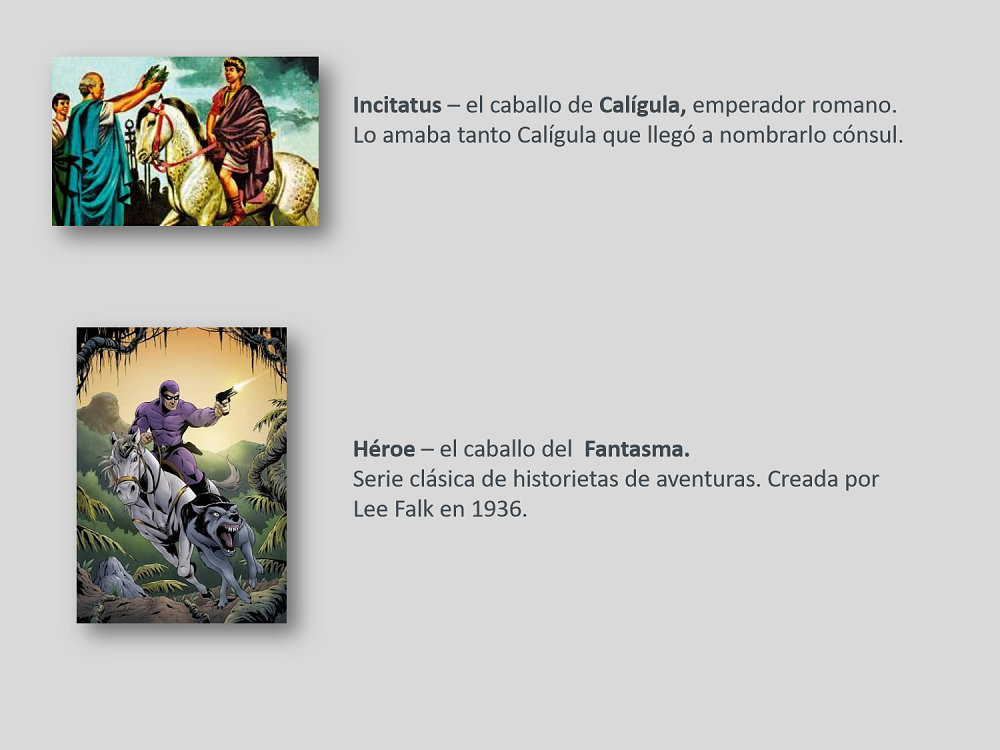 Incitatus – el caballo de Calígula, emperador romano.
Lo amaba tanto Calígula que llegó a nombrarlo cónsul.
Héroe – el caballo del  Fantasma.
Serie clásica de historietas de aventuras. Creada por
Lee Falk en 1936.